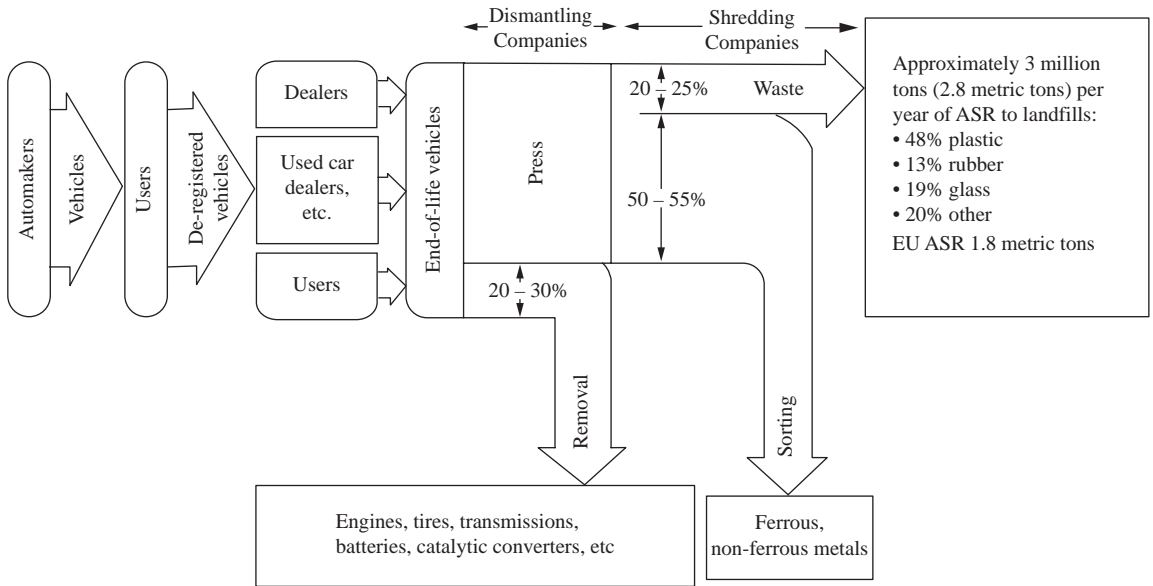 Dismantling
Companies
Shredding
Companies
Automakers
Vehicles
Users
De-registered
vehicles
Dealers
Used car
dealers,
etc.
Users
End-of-life vehicles
Press
20 – 25%
Waste
50 – 55%
20 – 30%
Removal
Sorting
Approximately 3 million
tons (2.8 metric tons) per
year of ASR to landfills:
• 48% plastic
• 13% rubber
• 19% glass
• 20% other
EU ASR 1.8 metric tons
Engines, tires, transmissions,
batteries, catalytic converters, etc
Ferrous,
non-ferrous metals